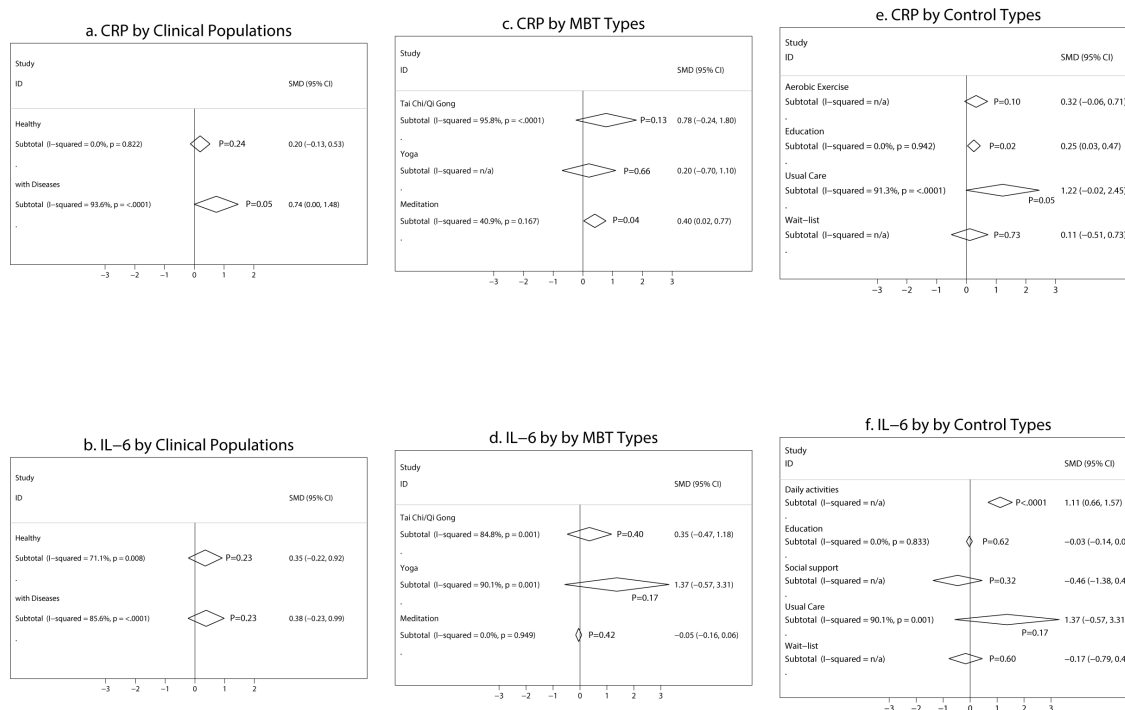 a. CRP by Clinical Populations
Study
ID
SMD (95% CI)
Healthy
Subtotal (I−squared = 0.0%, p = 0.822)
P=0.24
0.20 (−0.13, 0.53)
.
with Diseases
Subtotal (I−squared = 93.6%, p = <.0001)
P=0.05
0.74 (0.00, 1.48)
.
−3 −2 −1 0 1 2
c. CRP by MBT Types
Study
ID
SMD (95% CI)
Tai Chi/Qi Gong
Subtotal (I−squared = 95.8%, p = <.0001)
P=0.13
0.78 (−0.24, 1.80)
.
Yoga
Subtotal (I−squared = n/a)
P=0.66
0.20 (−0.70, 1.10)
.
Meditation
Subtotal (I−squared = 40.9%, p = 0.167)
P=0.04
0.40 (0.02, 0.77)
.
−3 −2 −1 0 1 2 3
e. CRP by Control Types
Study
ID
SMD (95% CI)
Aerobic Exercise
Subtotal (I−squared = n/a)
P=0.10
0.32 (−0.06, 0.71)
.
Education
Subtotal (I−squared = 0.0%, p = 0.942)
P=0.02
0.25 (0.03, 0.47)
.
Usual Care
Subtotal (I−squared = 91.3%, p = <.0001)
1.22 (−0.02, 2.45)
P=0.05
.
Wait−list
Subtotal (I−squared = n/a)
P=0.73
0.11 (−0.51, 0.73)
.
−3 −2 −1 0 1 2 3
b. IL−6 by Clinical Populations
Study
ID
SMD (95% CI)
Healthy
Subtotal (I−squared = 71.1%, p = 0.008)
P=0.23
0.35 (−0.22, 0.92)
.
with Diseases
Subtotal (I−squared = 85.6%, p = <.0001)
P=0.23
0.38 (−0.23, 0.99)
.
−3 −2 −1 0 1 2
d. IL−6 by by MBT Types
Study
ID
SMD (95% CI)
Tai Chi/Qi Gong
Subtotal (I−squared = 84.8%, p = 0.001)
P=0.40
0.35 (−0.47, 1.18)
.
Yoga
Subtotal (I−squared = 90.1%, p = 0.001)
1.37 (−0.57, 3.31)
P=0.17
.
Meditation
Subtotal (I−squared = 0.0%, p = 0.949)
P=0.42
−0.05 (−0.16, 0.06)
.
−3 −2 −1 0 1 2 3
f. IL−6 by by Control Types
Study
ID
SMD (95% CI)
Daily activities
Subtotal (I−squared = n/a)
P<.0001
1.11 (0.66, 1.57)
.
Education
Subtotal (I−squared = 0.0%, p = 0.833)
P=0.62
−0.03 (−0.14,
.
Social support
Subtotal (I−squared = n/a)
P=0.32
−0.46 (−1.38,
.
Usual Care
Subtotal (I−squared = 90.1%, p = 0.001)
1.37 (−0.57, 3.31)
P=0.17
.
Wait−list
Subtotal (I−squared = n/a)
P=0.60
−0.17 (−0.79,
.
−3 −2 −1 0 1 2 3